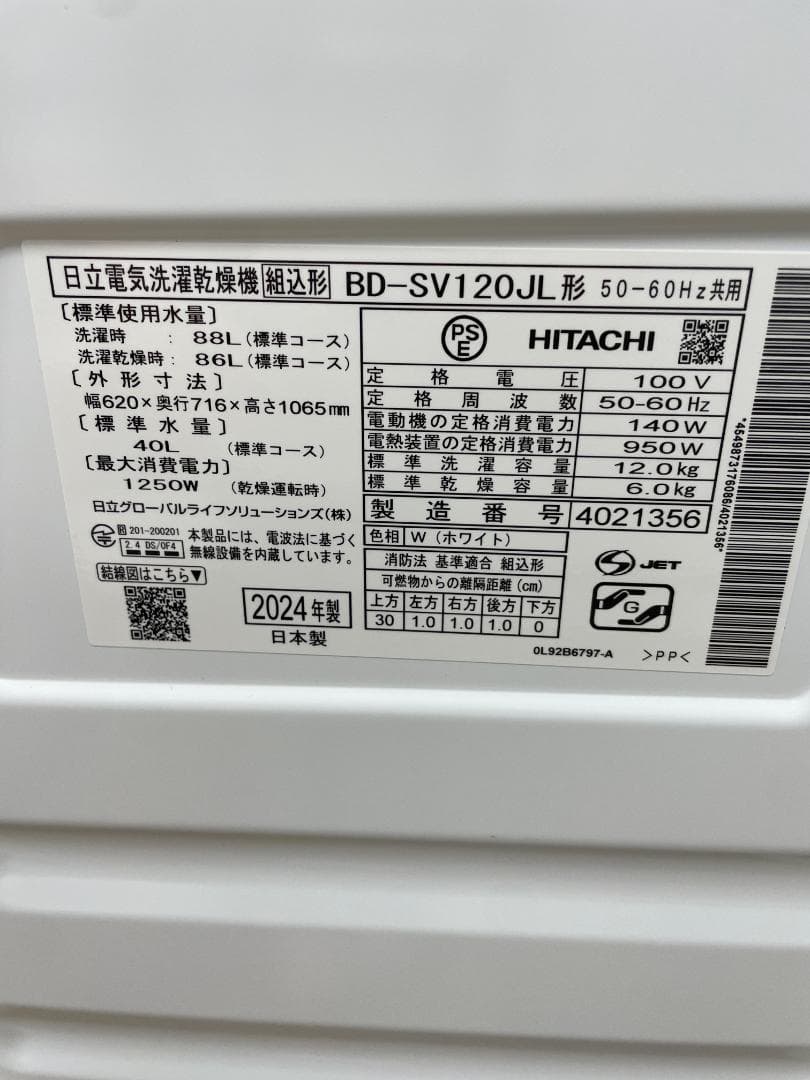 日立電気洗濯乾燥機 組込形 BD-SV120JL形 50-60Hz共用
〔標準使用水量〕
洗濯時 : 88L(標準コース)
洗濯乾燥時: 86L(標準コース)
〔外形寸法〕
幅620×奥行716×高さ1065mm
〔標準水量〕
40L (標準コース)
〔最大消費電力〕
1250W (乾燥運転時)
日立グローバルライフソリューションズ(株)
201-200201
2.4 DS/OF4
本製品には、電波法に基づく
無線設備を内蔵しています。
結線図はこちら▼
2024年製
日本製
PS
E
HITACHI
定格電圧 100V
定格周波数 50-60Hz
電動機の定格消費電力 140W
電熱装置の定格消費電力 950W
標準洗濯容量 12.0kg
標準乾燥容量 6.0kg
製造番号 4021356
色相 W(ホワイト)
消防法 基準適合 組込形
可燃物からの離隔距離(cm)
上方 左方 右方 後方 下方
30 1.0 1.0 1.0 0
S JET
G
0L92B6797-A >PP<
*4549873176086/4021356*